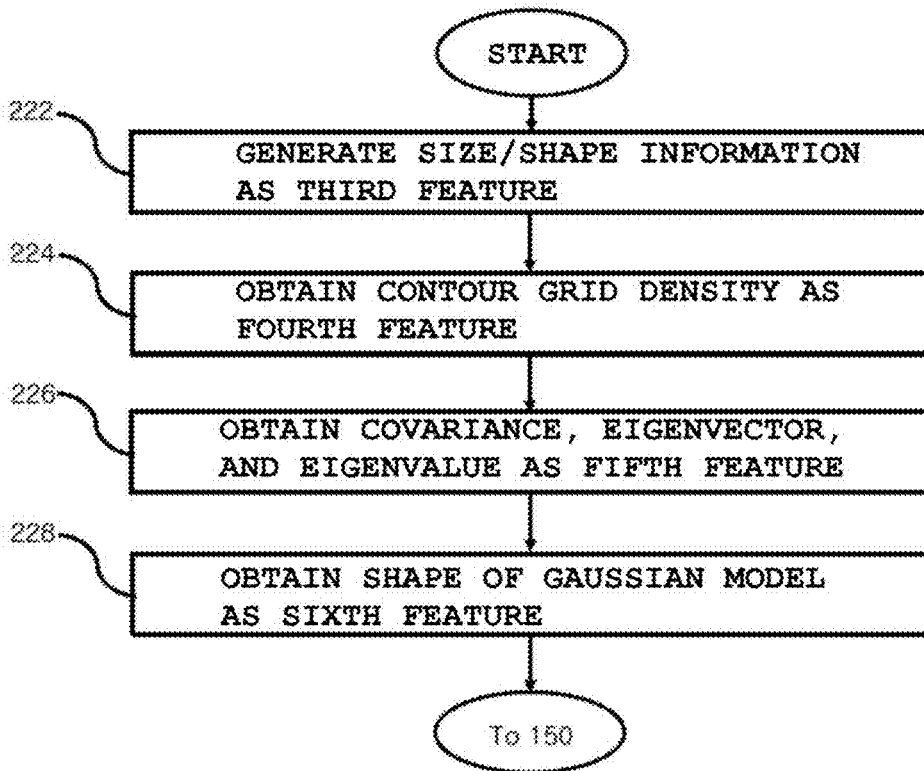 START
222
GENERATE SIZE/SHAPE INFORMATION
AS THIRD FEATURE
224
OBTAIN CONTOUR GRID DENSITY AS
FOURTH FEATURE
226
OBTAIN COVARIANCE, EIGENVECTOR,
AND EIGENVALUE AS FIFTH FEATURE
228
OBTAIN SHAPE OF GAUSSIAN MODEL
AS SIXTH FEATURE
To 150